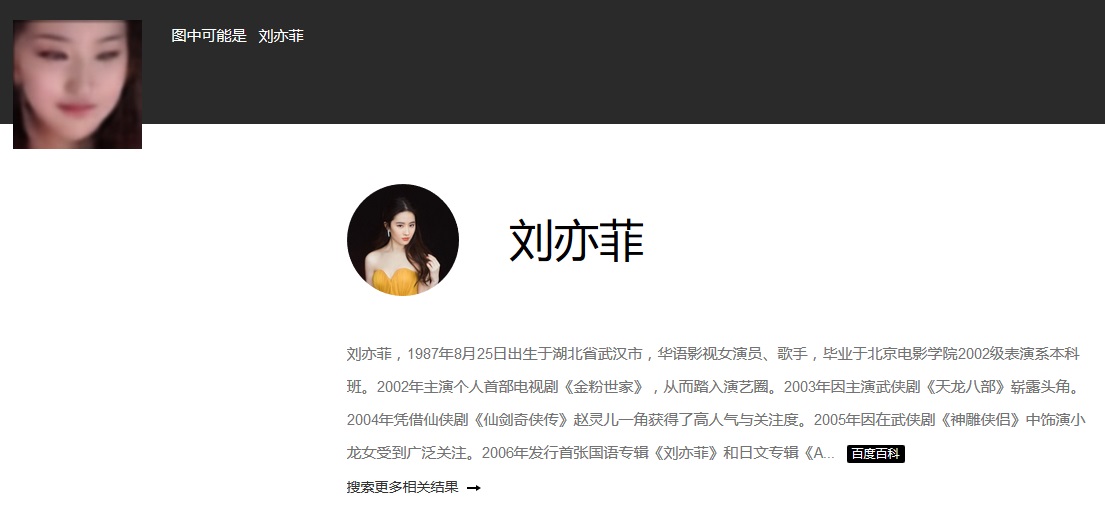 图中可能是 刘亦菲
刘亦菲
刘亦菲，1987年8月25日出生于湖北省武汉市，华语影视女演员、歌手，毕业于北京电影学院2002级表演系本科
班。2002年主演个人首部电视剧《金粉世家》，从而踏入演艺圈。2003年因主演武侠剧《天龙八部》崭露头角。
2004年凭借仙侠剧《仙剑奇侠传》赵灵儿一角获得了高人气与关注度。2005年因在武侠剧《神雕侠侣》中饰演小
龙女受到广泛关注。2006年发行首张国语专辑《刘亦菲》和日文专辑《A... 百度百科
搜索更多相关结果 →